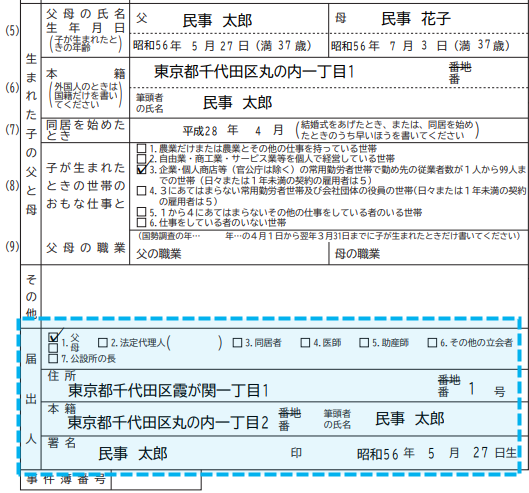 父母の氏名
生年月日
(子が生まれたときの年齢)
父 民事 太郎
母 民事 花子
(5)
昭和56年 5月27日(満 37歳)
昭和56年 7月 3日(満 37歳)
生まれた子の父と母
(6)
本籍
(外国人のときは国籍だけを書いてください)
東京都千代田区丸の内一丁目1 番地
番
筆頭者の氏名 民事 太郎
(7)
同居を始めたとき
平成28年 4月
(結婚式をあげたとき、または、同居を始めたときのうち早いほうを書いてください)
(8)
子が生まれたときの世帯のおもな仕事と
□1.農業だけまたは農業とその他の仕事を持っている世帯
□2.自由業・商工業・サービス業等を個人で経営している世帯
☑3.企業・個人商店等(官公庁は除く)の常用勤労者世帯で勤め先の従業者数が1人から99人までの世帯(日々または1年未満の契約の雇用者は5)
□4.3にあてはまらない常用勤労者世帯及び会社団体の役員の世帯(日々または1年未満の契約の雇用者は5)
□5.1から4にあてはまらないその他の仕事をしている者のいる世帯
□6.仕事をしている者のいない世帯
(9)
父母の職業
(国勢調査の年… 年…の4月1日から翌年3月31日までに子が生まれたときだけ書いてください)
父の職業
母の職業
その他
届出人
☑1.父
□母
□2.法定代理人( )
□3.同居者
□4.医師
□5.助産師
□6.その他の立会者
□7.公設所の長
住所
東京都千代田区霞が関一丁目1 番地
番 1 号
本籍
東京都千代田区丸の内一丁目2 番地
番
筆頭者の氏名 民事 太郎
署名
民事 太郎 印
昭和56年 5月 27日生
事件簿番号